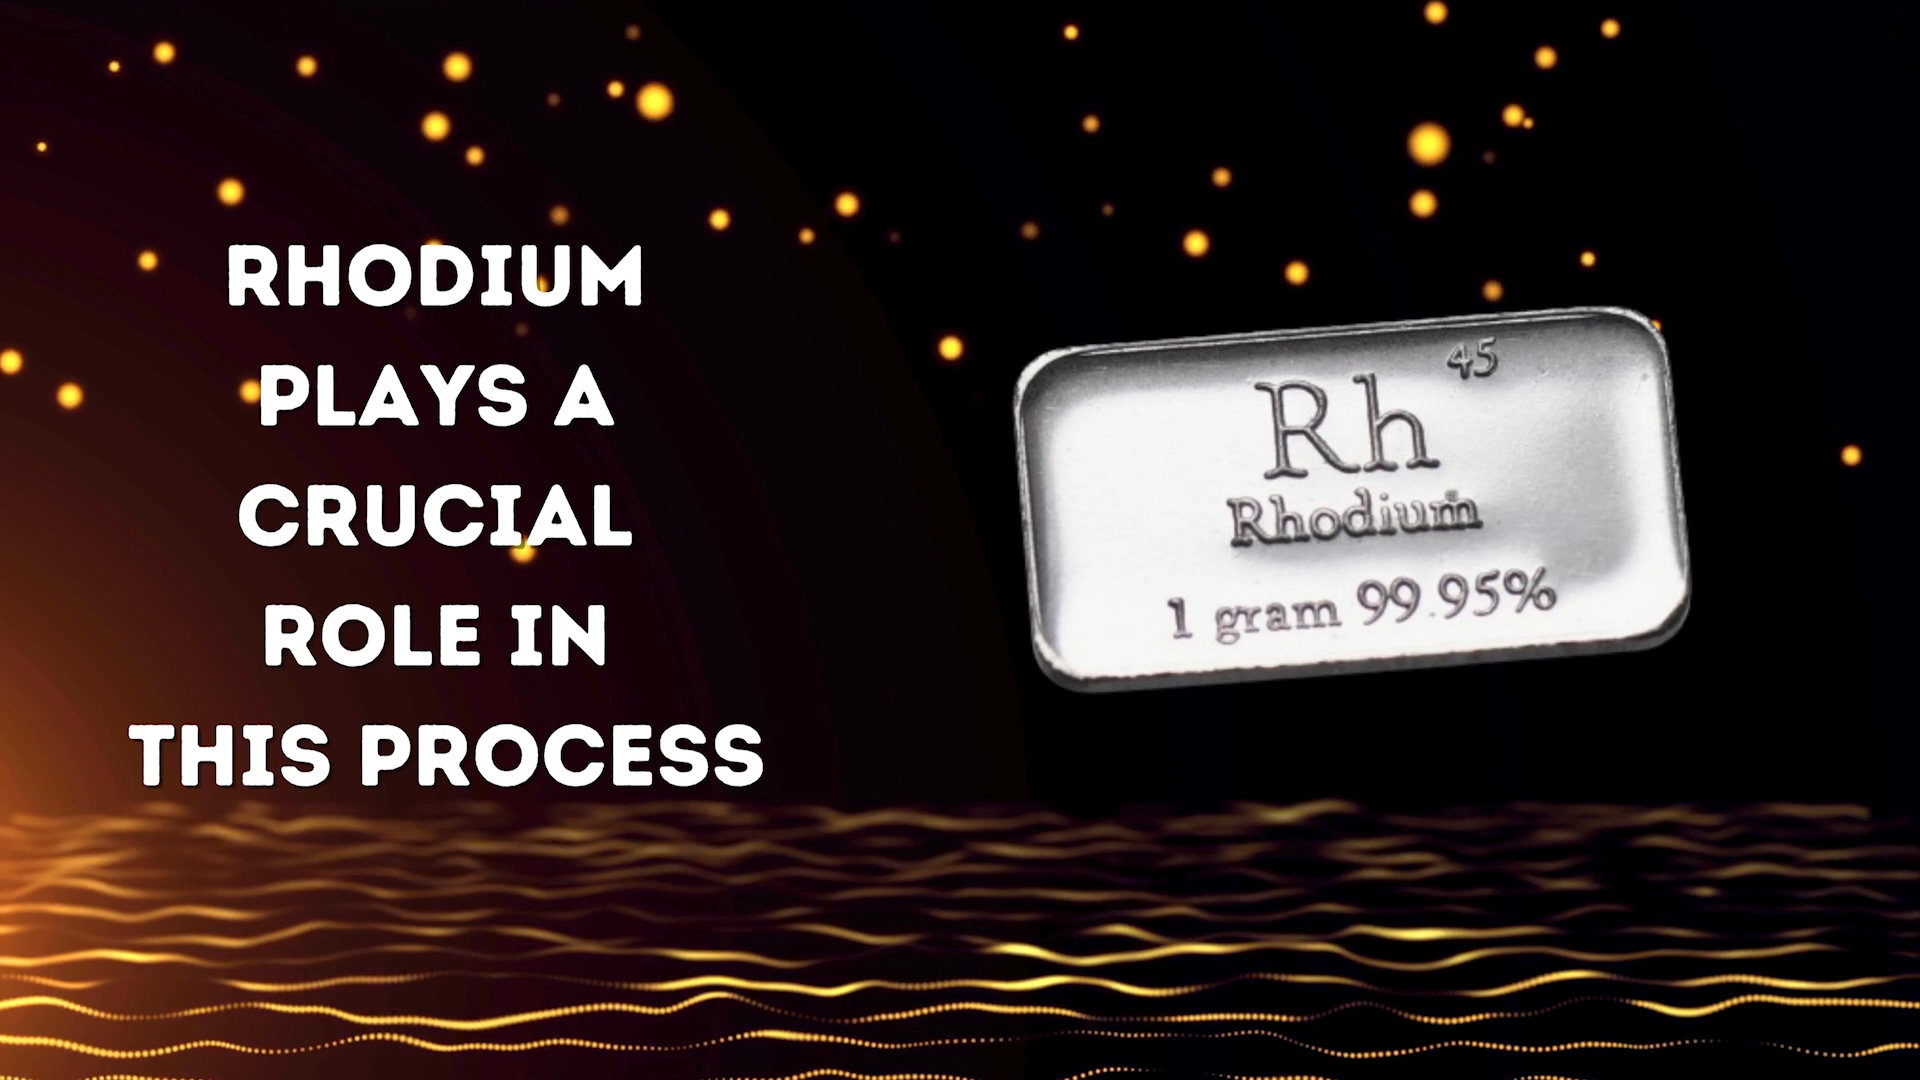 RHODIUM
PLAYS A
CRUCIAL
ROLE IN
THIS PROCESS
45
Rh
Rhodium
1 gram 99.95%